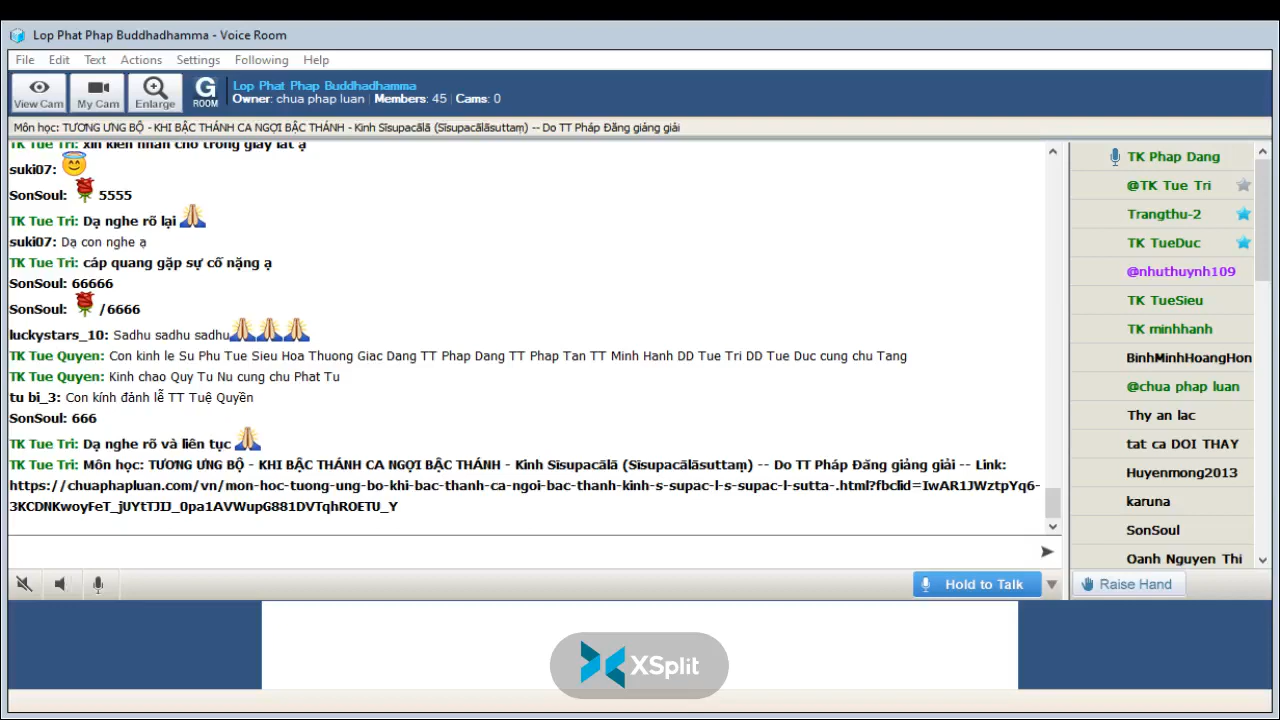 Lop Phat Phap Buddhadhamma - Voice Room
File Edit Text Actions Settings Following Help
View Cam My Cam Enlarge G ROOM
Lop Phat Phap Buddhadhamma
Owner: chua phap luan | Members: 45 | Cams: 0
Môn học: TƯƠNG ƯNG BỘ - KHI BẬC THÁNH CA NGỢI BẬC THÁNH - Kinh Sīsupacālā (Sīsupacālāsuttaṃ) -- Do TT Pháp Đăng giảng giải
TK Tue Tri: xin kiên nhẫn chờ trong giây lát ạ
suki07:
SonSoul: 5555
TK Tue Tri: Dạ nghe rõ lại
suki07: Dạ con nghe ạ
TK Tue Tri: cáp quang gặp sự cố nặng ạ
SonSoul: 66666
SonSoul: /6666
luckystars_10: Sadhu sadhu sadhu
TK Tue Quyen: Con kinh le Su Phu Tue Sieu Hoa Thuong Giac Dang TT Phap Dang TT Phap Tan TT Minh Hanh DD Tue Tri DD Tue Duc cung chu Tang
TK Tue Quyen: Kinh chao Quy Tu Nu cung chu Phat Tu
tu bi_3: Con kính đảnh lễ TT Tuệ Quyền
SonSoul: 666
TK Tue Tri: Dạ nghe rõ và liên tục
TK Tue Tri: Môn học: TƯƠNG ƯNG BỘ - KHI BẬC THÁNH CA NGỢI BẬC THÁNH - Kinh Sīsupacālā (Sīsupacālāsuttaṃ) -- Do TT Pháp Đăng giảng giải -- Link:
https://chuaphapluan.com/vn/mon-hoc-tuong-ung-bo-khi-bac-thanh-ca-ngoi-bac-thanh-kinh-s-supac-l-s-supac-l-sutta-.html?fbclid=IwAR1JWztpYq6-
3KCDNKwoyFeT_jUYtTJIJ_0pa1AVWupG881DVTqhROETU_Y
TK Phap Dang
@TK Tue Tri
Trangthu-2
TK TueDuc
@nhuthuynh109
TK TueSieu
TK minhhanh
BinhMinhHoangHon
@chua phap luan
Thy an lac
tat ca DOI THAY
Huyenmong2013
karuna
SonSoul
Oanh Nguyen Thi
Hold to Talk
Raise Hand
XSplit